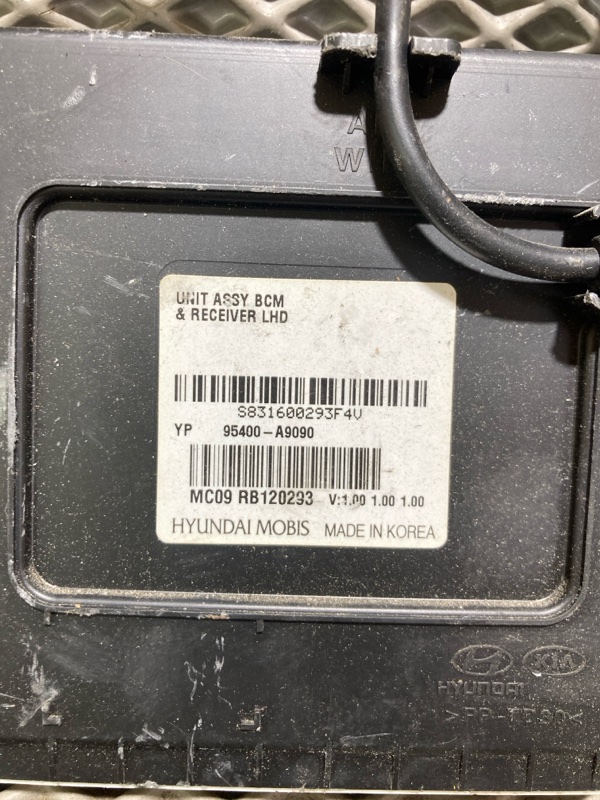 UNIT ASSY BCM
& RECEIVER LHD
S831600293F4V
YP 95400-A9090
MC09 RB120293 V:1.00 1.00 1.00
HYUNDAI MOBIS MADE IN KOREA
HYUNDAI